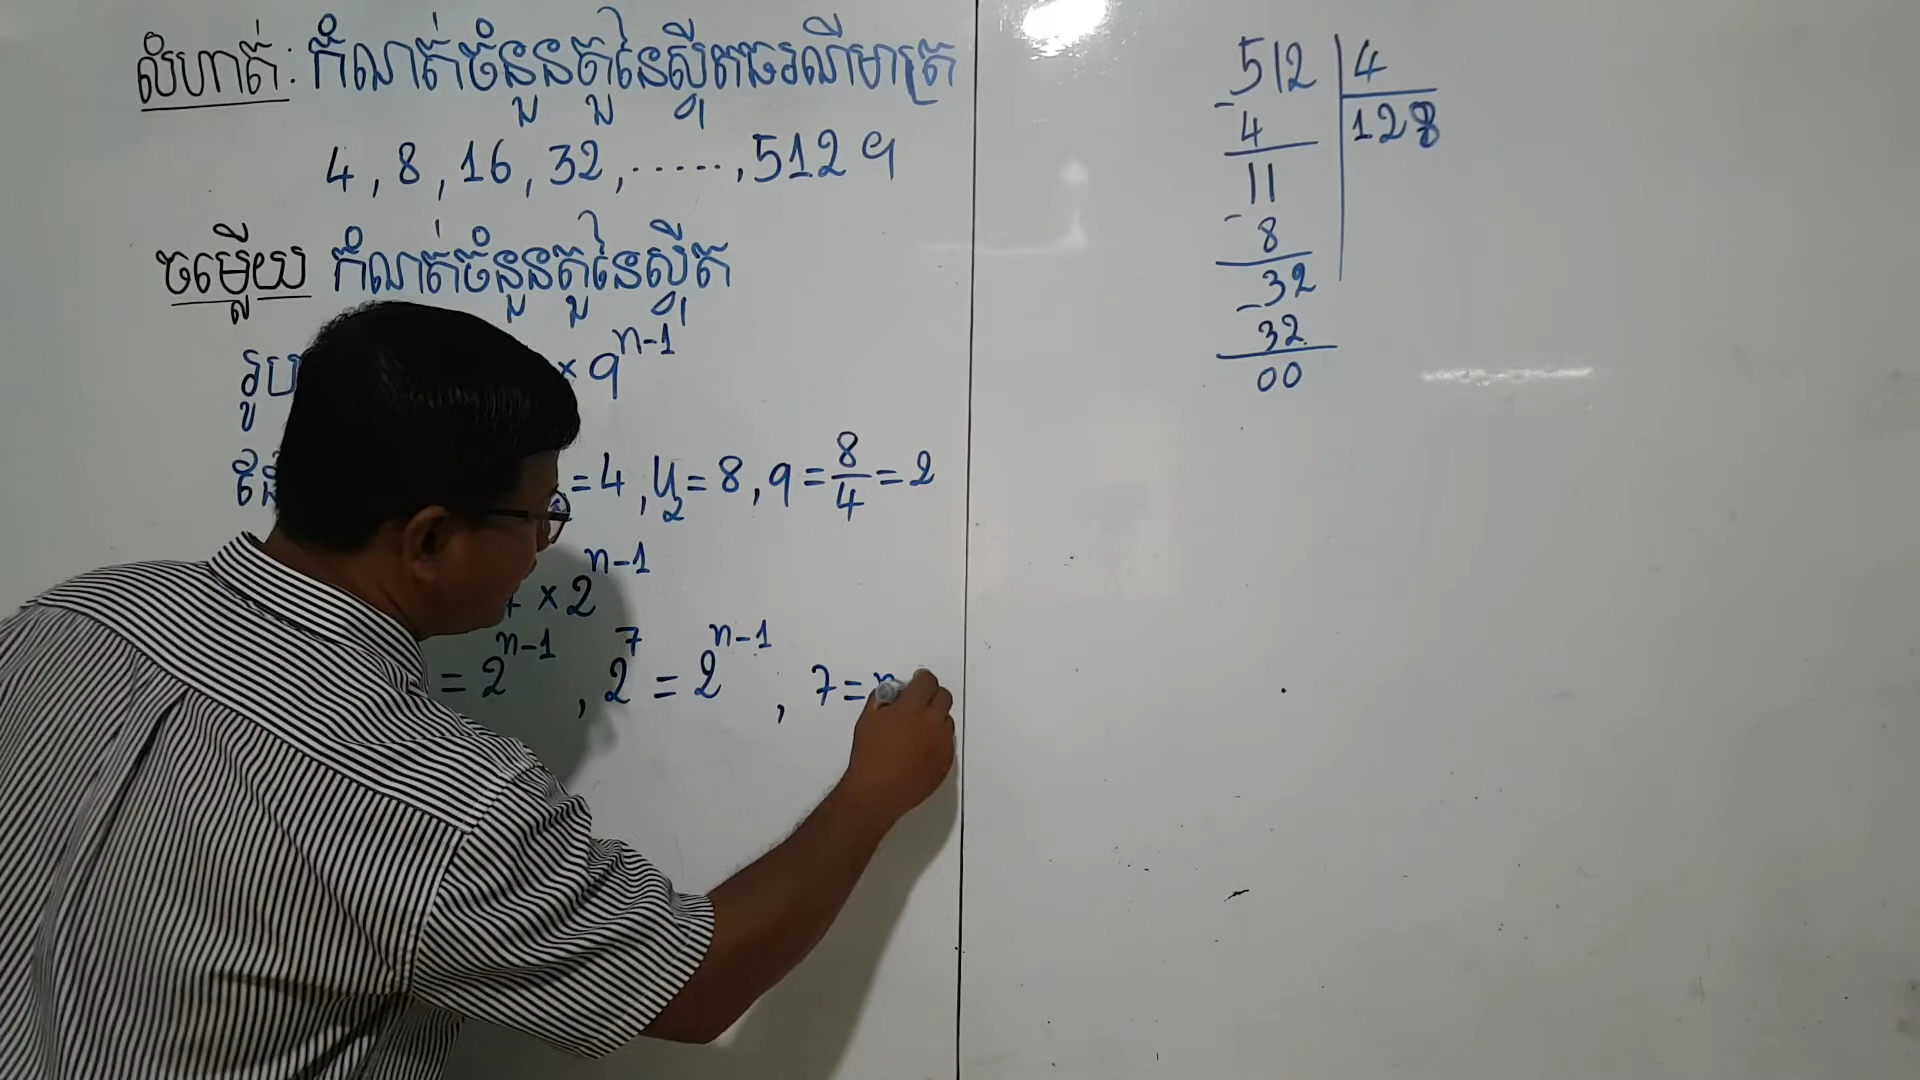 លំហាត់: កំណត់ចំនួនតួនៃស្វ៊ីតធរណីមាត្រ
4, 8, 16, 32, ......, 512 ។
ចម្លើយ កំណត់ចំនួនតួនៃស្វ៊ីត
× q^{n-1}
= 4, u_2 = 8, q = \frac{8}{4} = 2
× 2^{n-1}
= 2^{n-1}, 2^7 = 2^{n-1}, 7 =
512 | 4
- 4 | 128
11
- 8
32
- 32
00